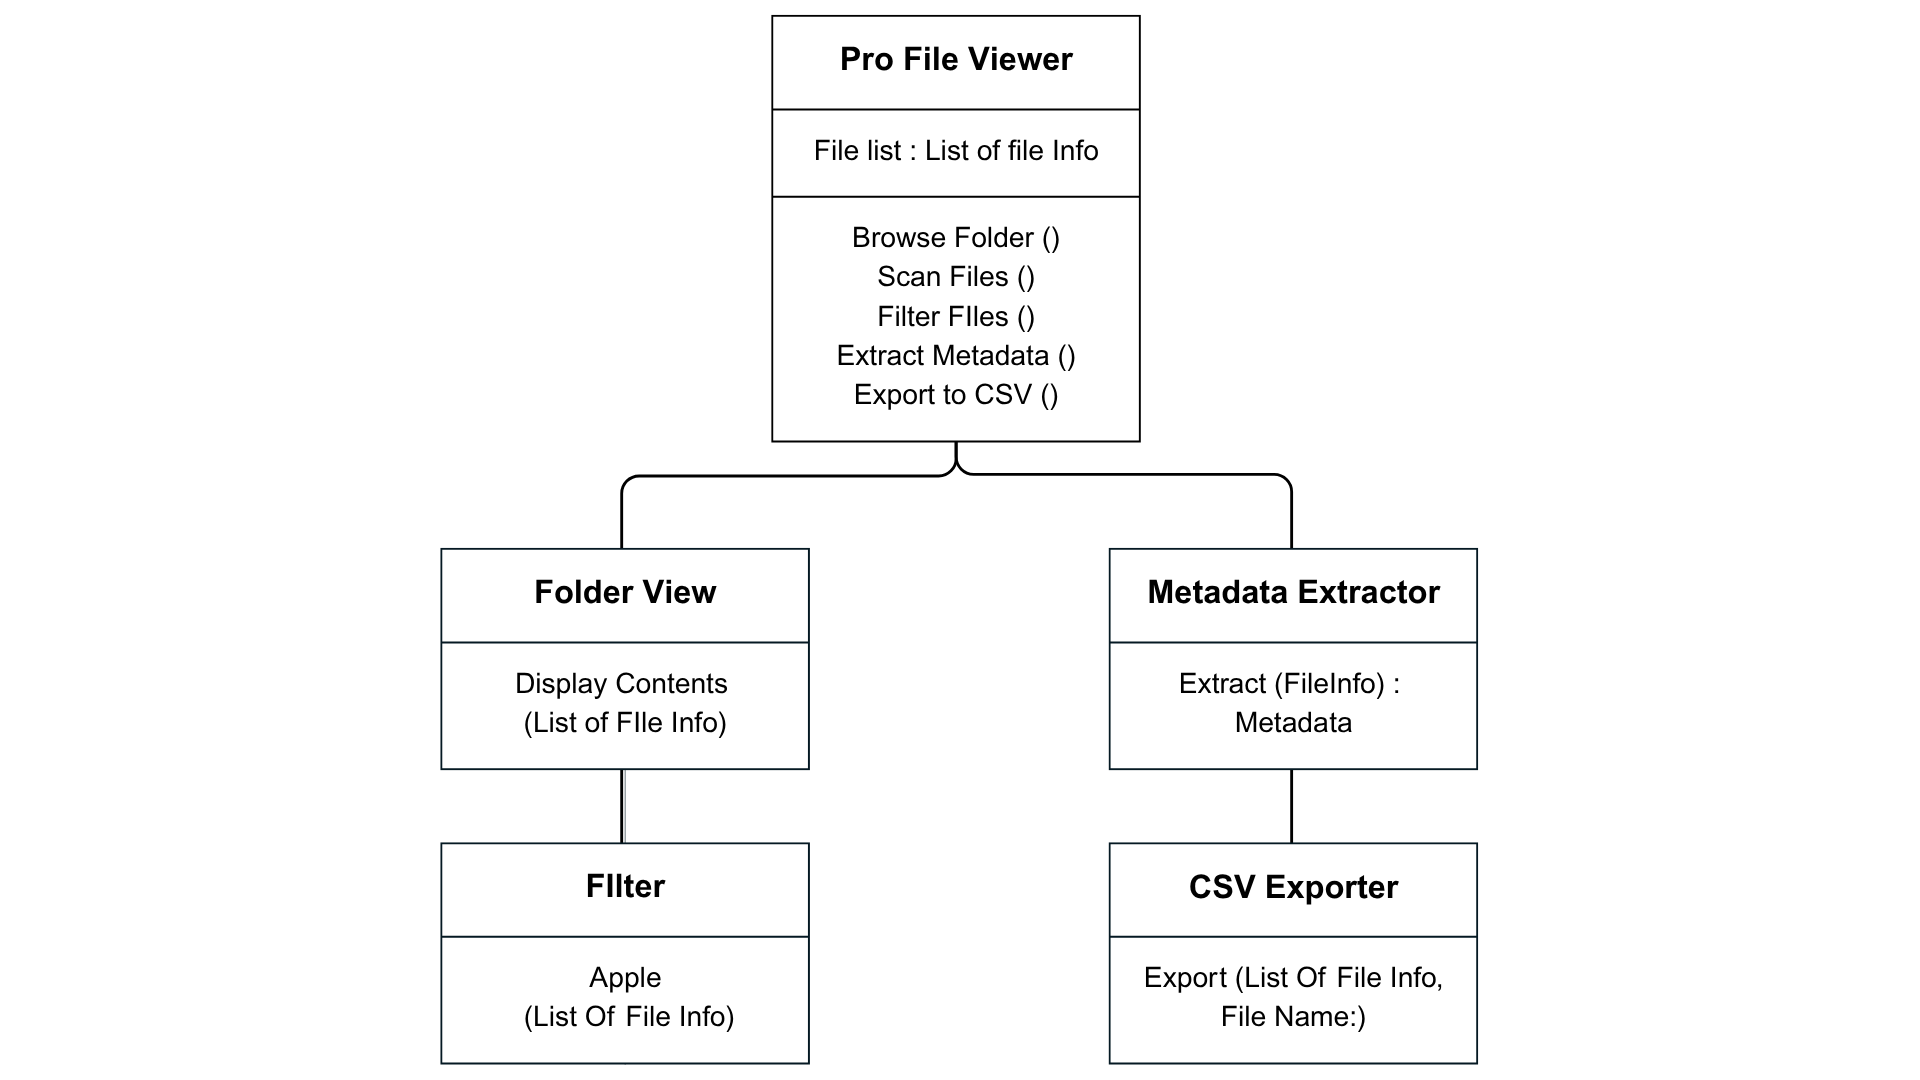 Pro File Viewer
File list : List of file Info
Browse Folder ()
Scan Files ()
Filter FIles ()
Extract Metadata ()
Export to CSV ()
Folder View
Display Contents
(List of FIle Info)
Metadata Extractor
Extract (FileInfo) :
Metadata
FIlter
Apple
(List Of File Info)
CSV Exporter
Export (List Of File Info,
File Name:)